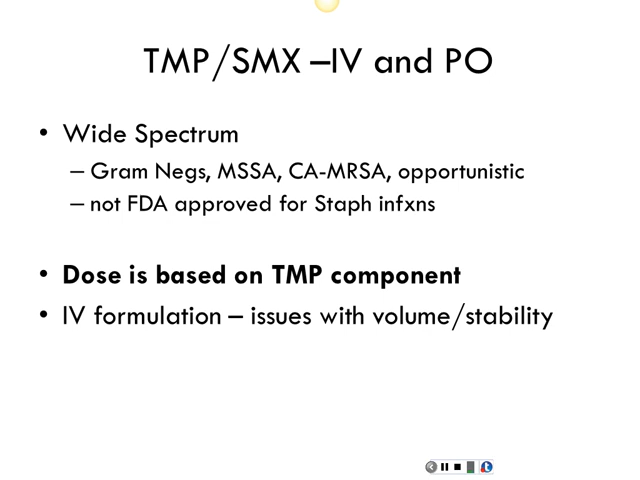 TMP/SMX –IV and PO
• Wide Spectrum
– Gram Negs, MSSA, CA-MRSA, opportunistic
– not FDA approved for Staph infxns
• Dose is based on TMP component
• IV formulation – issues with volume/stability